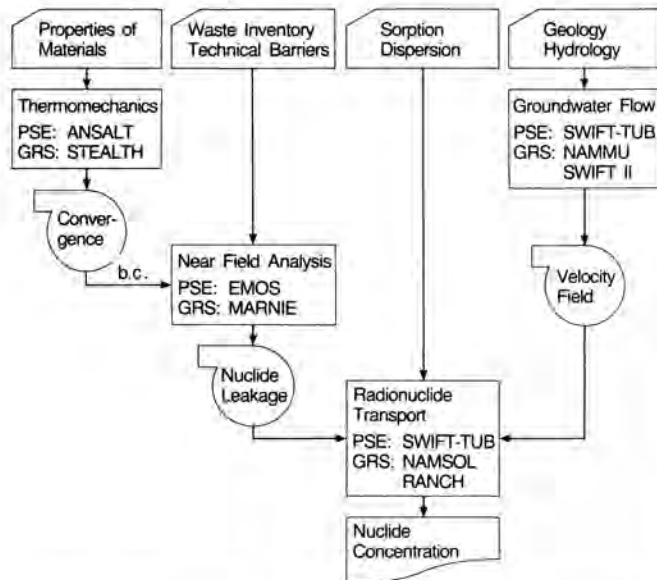 Properties of
Materials
Waste Inventory
Technical Barriers
Sorption
Dispersion
Geology
Hydrology
Thermomechanics
PSE: ANSALT
GRS: STEALTH
Groundwater Flow
PSE: SWIFT-TUB
GRS: NAMMU
SWIFT II
Conver-
gence
b.c.
Near Field Analysis
PSE: EMOS
GRS: MARNIE
Velocity
Field
Nuclide
Leakage
Radionuclide
Transport
PSE: SWIFT-TUB
GRS: NAMSOL
RANCH
Nuclide
Concentration